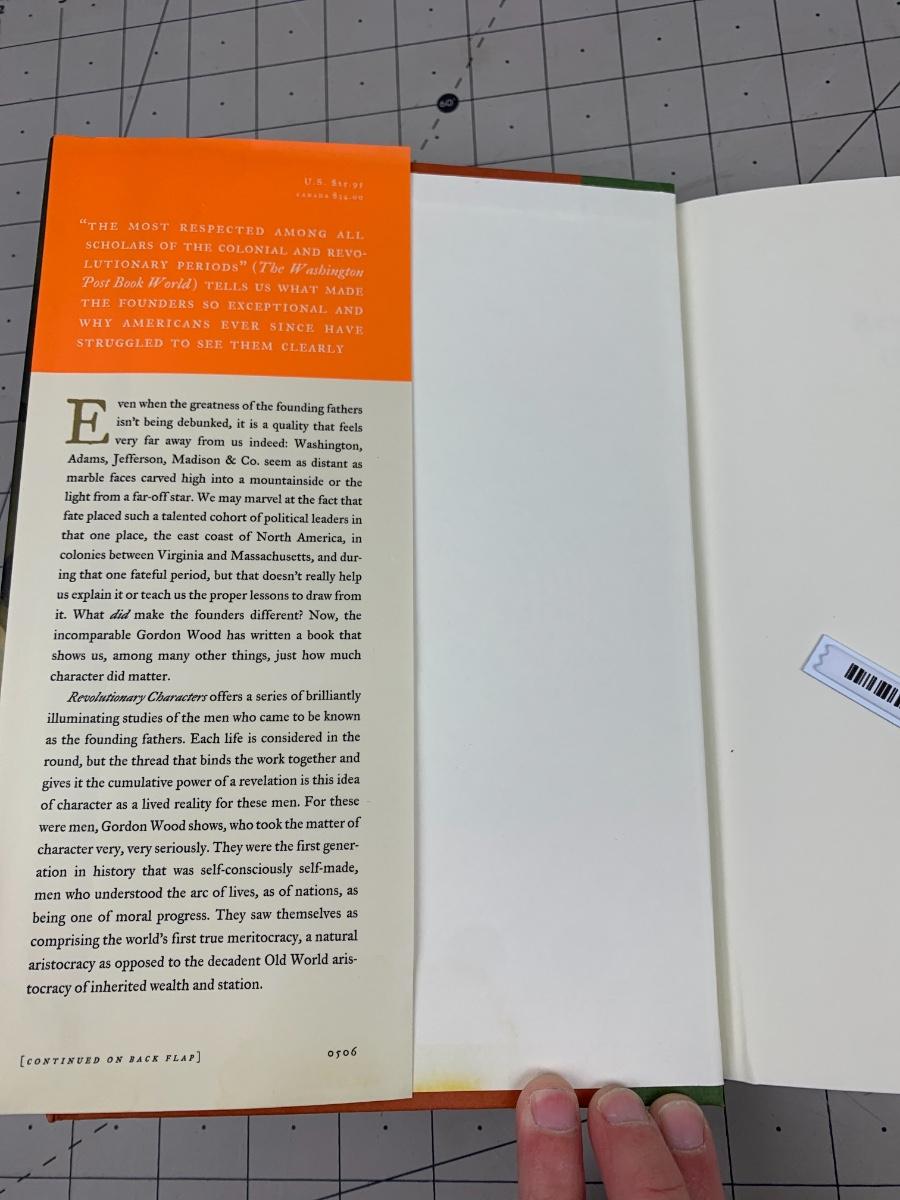 60°
U.S. $25.95
CANADA $34.00
“THE MOST RESPECTED AMONG ALL
SCHOLARS OF THE COLONIAL AND REVO-
LUTIONARY PERIODS” (The Washington
Post Book World) TELLS US WHAT MADE
THE FOUNDERS SO EXCEPTIONAL AND
WHY AMERICANS EVER SINCE HAVE
STRUGGLED TO SEE THEM CLEARLY
Even when the greatness of the founding fathers
isn’t being debunked, it is a quality that feels
very far away from us indeed: Washington,
Adams, Jefferson, Madison & Co. seem as distant as
marble faces carved high into a mountainside or the
light from a far-off star. We may marvel at the fact that
fate placed such a talented cohort of political leaders in
that one place, the east coast of North America, in
colonies between Virginia and Massachusetts, and dur-
ing that one fateful period, but that doesn’t really help
us explain it or teach us the proper lessons to draw from
it. What did make the founders different? Now, the
incomparable Gordon Wood has written a book that
shows us, among many other things, just how much
character did matter.
Revolutionary Characters offers a series of brilliantly
illuminating studies of the men who came to be known
as the founding fathers. Each life is considered in the
round, but the thread that binds the work together and
gives it the cumulative power of a revelation is this idea
of character as a lived reality for these men. For these
were men, Gordon Wood shows, who took the matter of
character very, very seriously. They were the first gener-
ation in history that was self-consciously self-made,
men who understood the arc of lives, as of nations, as
being one of moral progress. They saw themselves as
comprising the world’s first true meritocracy, a natural
aristocracy as opposed to the decadent Old World aris-
tocracy of inherited wealth and station.
[CONTINUED ON BACK FLAP]
0506